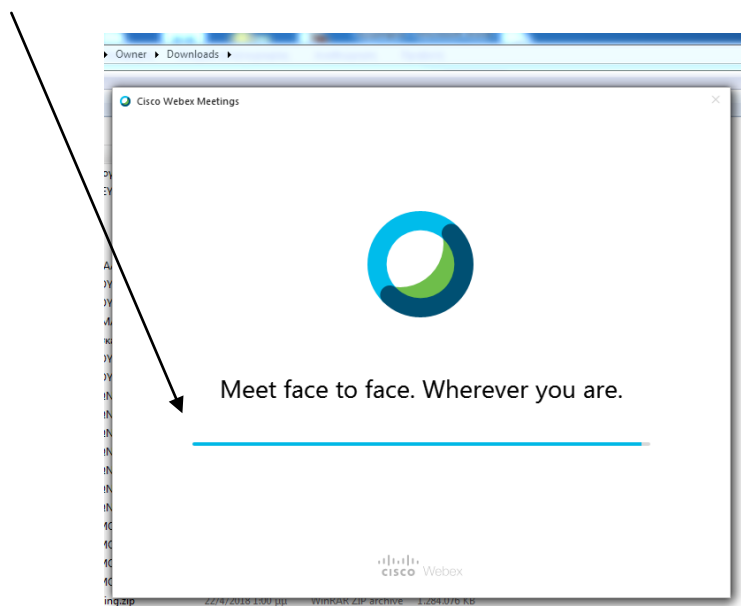 Owner ▸ Downloads ▸
Cisco Webex Meetings
Meet face to face. Wherever you are.
cisco Webex
ing.zip 22/4/2018 1:00 μμ WinRAR ZIP archive 1.284.076 KB